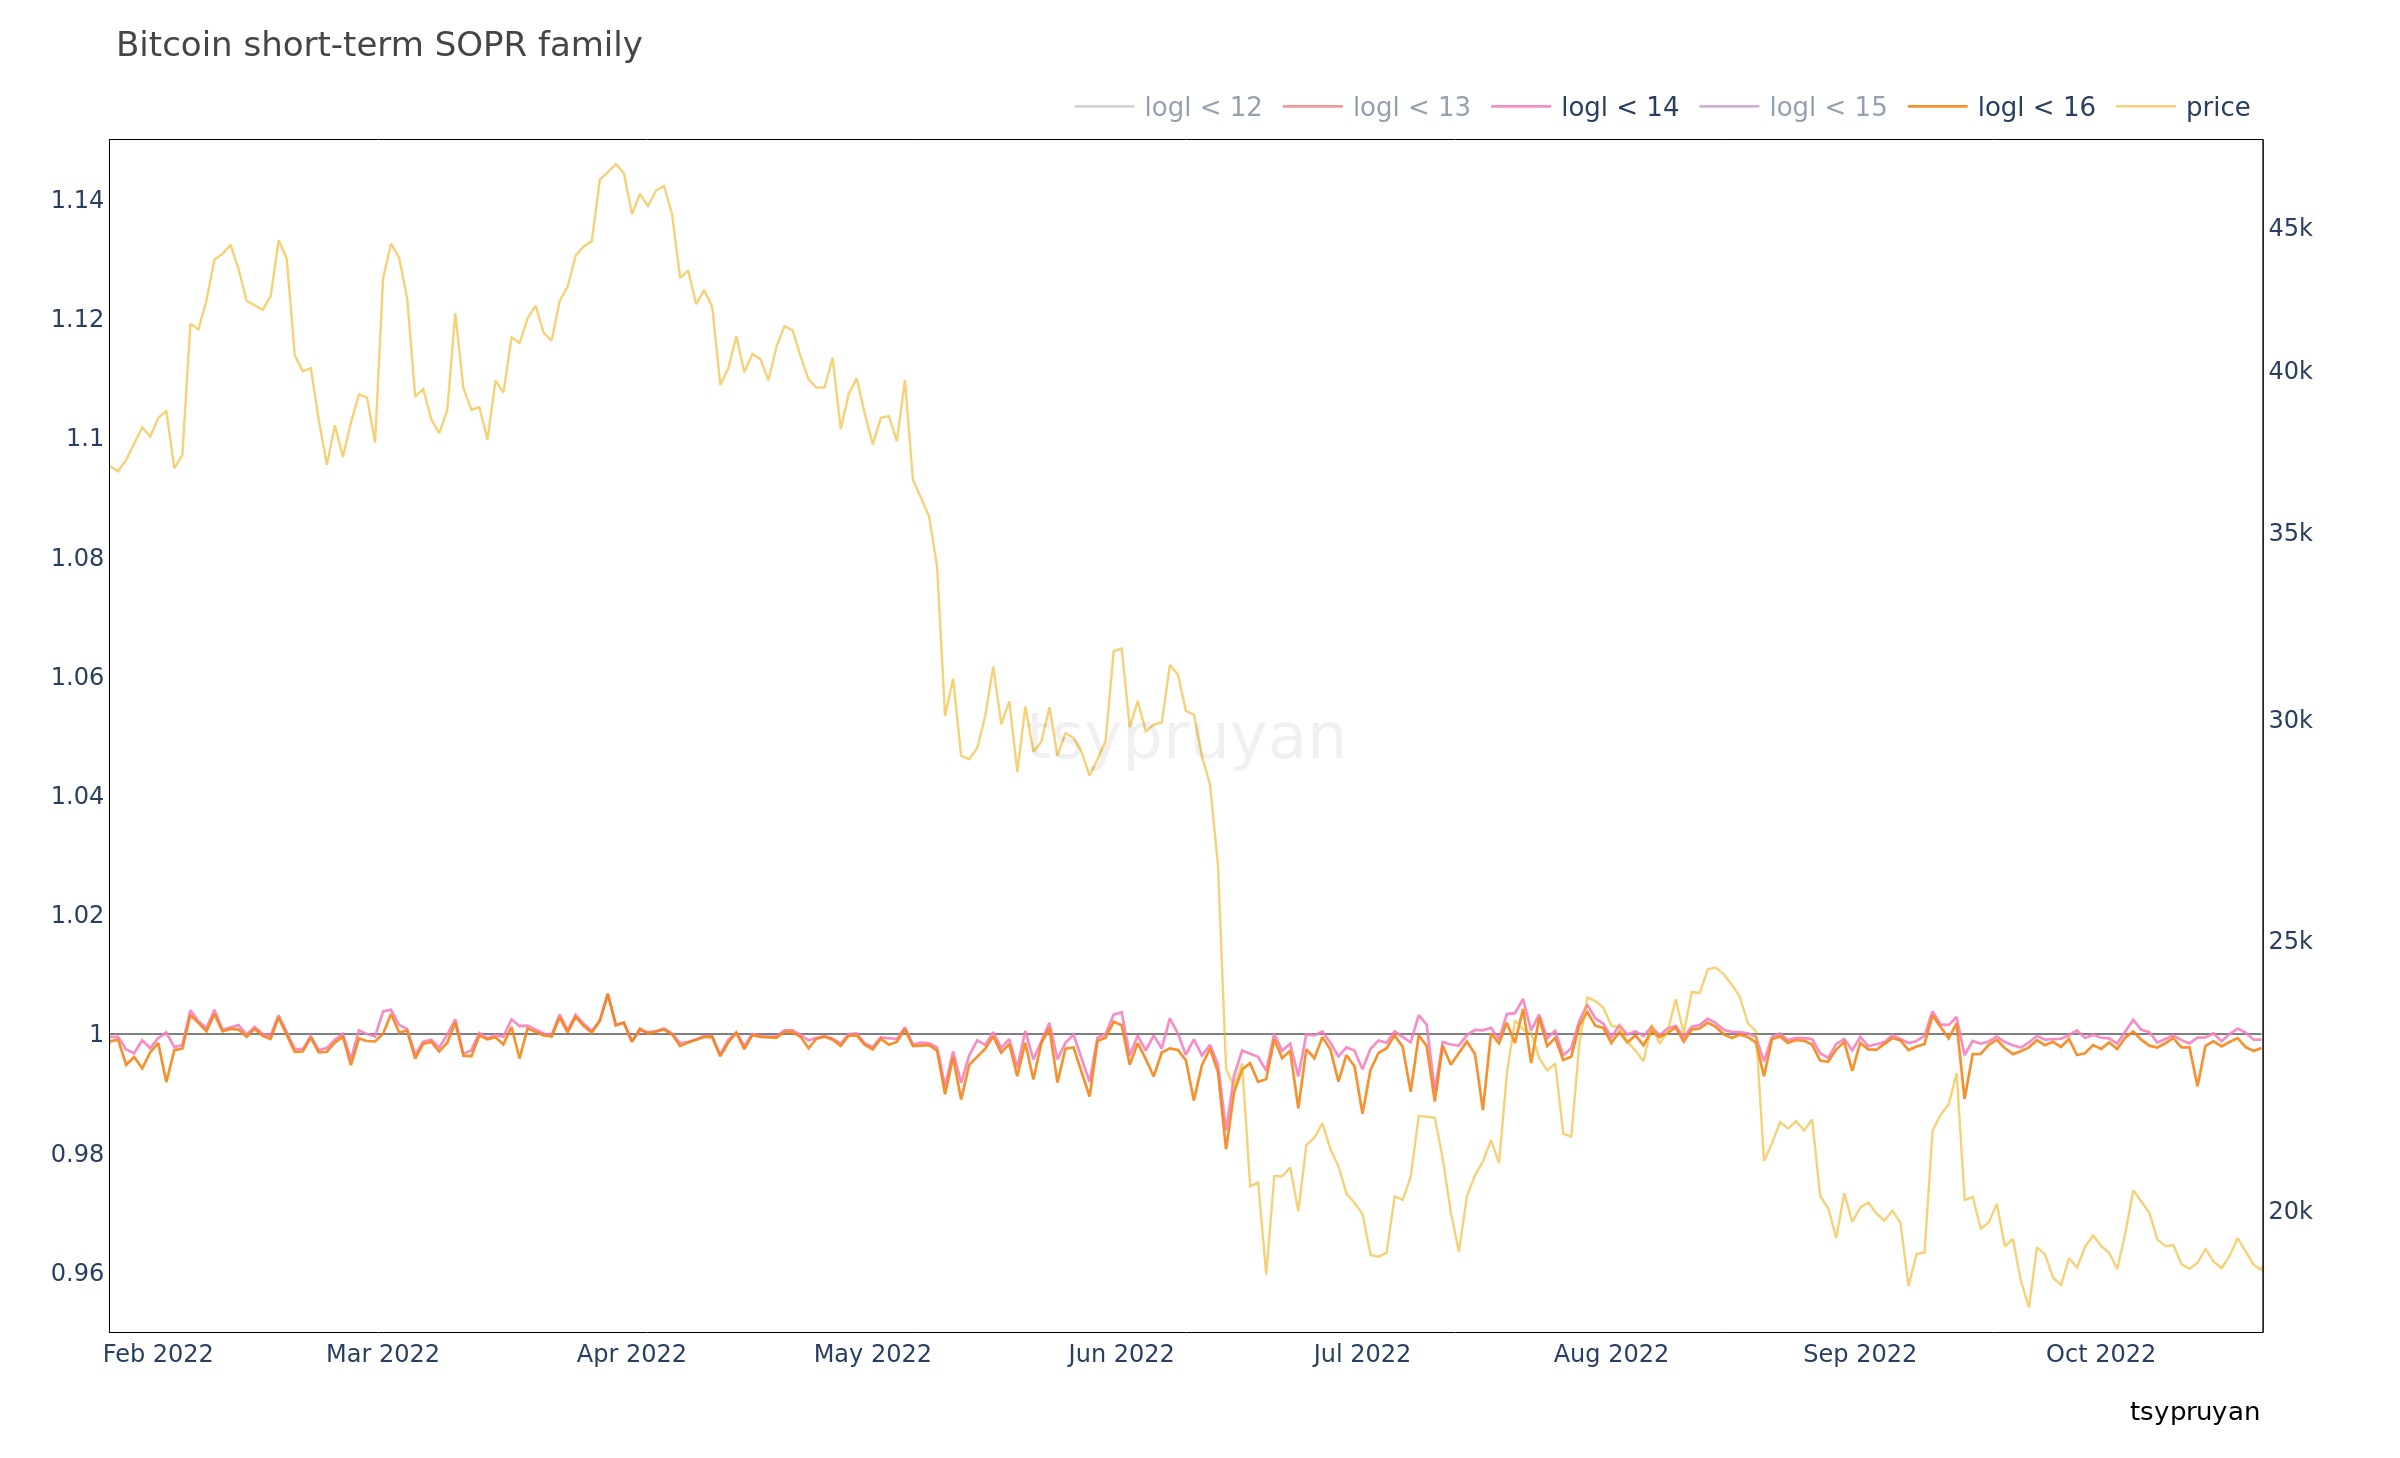 Bitcoin short-term SOPR family
logl < 12 logl < 13 logl < 14 logl < 15 logl < 16 price
1.14
1.12
1.1
1.08
1.06
1.04
1.02
1
0.98
0.96
45k
40k
35k
30k
25k
20k
tsypruyan
Feb 2022 Mar 2022 Apr 2022 May 2022 Jun 2022 Jul 2022 Aug 2022 Sep 2022 Oct 2022
tsypruyan